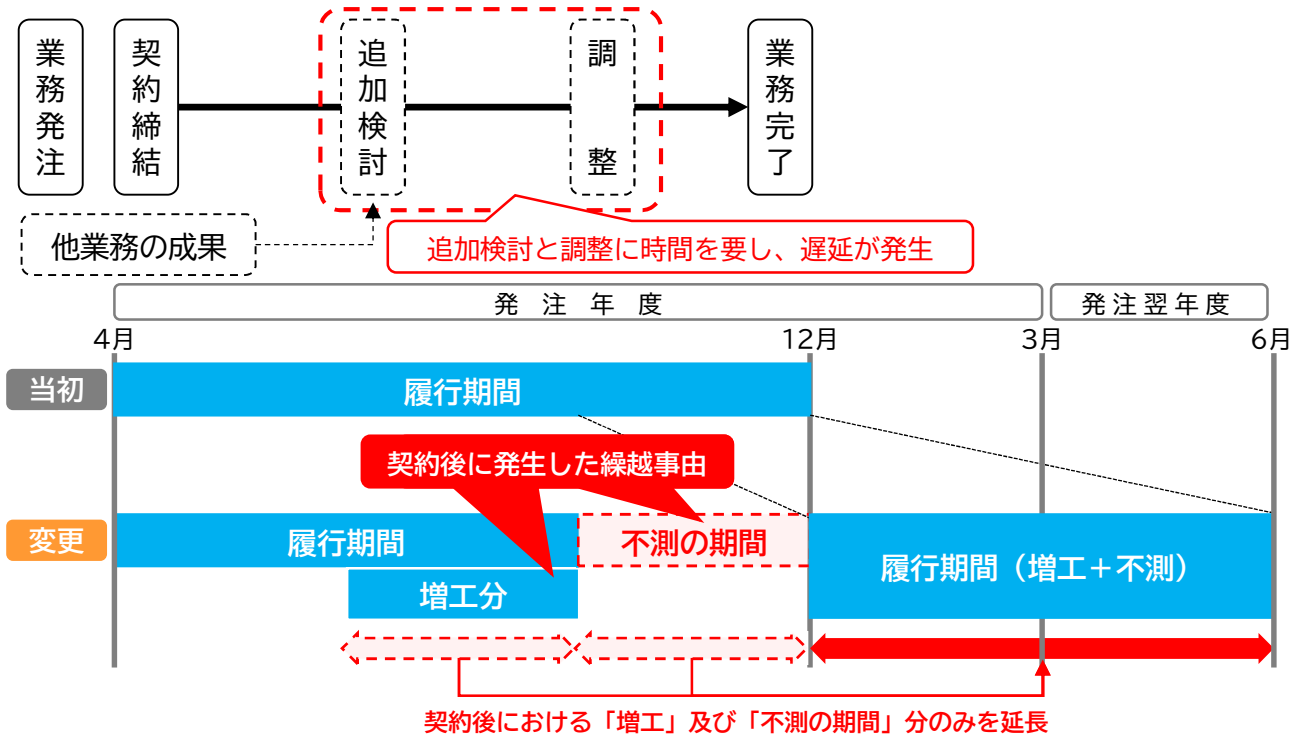 業務発注
契約締結
追加検討
調整
業務完了
他業務の成果
追加検討と調整に時間を要し、遅延が発生
発注年度
発注翌年度
4月
12月
3月
6月
当初
履行期間
契約後に発生した繰越事由
変更
履行期間
不測の期間
履行期間（増工＋不測）
増工分
契約後における「増工」及び「不測の期間」分のみを延長